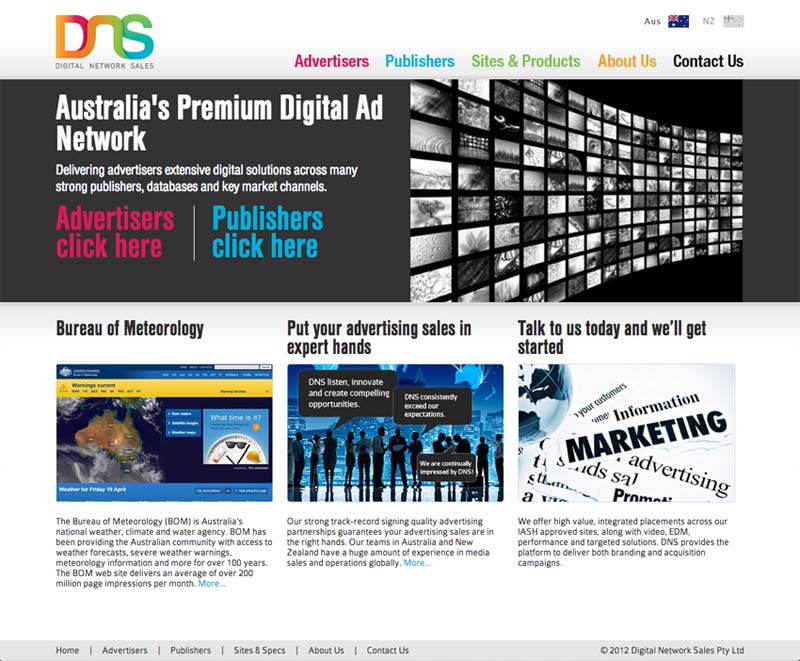 DNS
DIGITAL NETWORK SALES
Aus
NZ
Advertisers
Publishers
Sites & Products
About Us
Contact Us
Australia's Premium Digital Ad
Network
Delivering advertisers extensive digital solutions across many
strong publishers, databases and key market channels.
Advertisers
click here
Publishers
click here
Bureau of Meteorology
Warnings current
What time is it?
Weather for Friday 19 April
The Bureau of Meteorology (BOM) is Australia's
national weather, climate and water agency. BOM has
been providing the Australian community with access to
weather forecasts, severe weather warnings,
meteorology information and more for over 100 years.
The BOM web site delivers an average of over 200
million page impressions per month. More...
Put your advertising sales in
expert hands
DNS listen, innovate
and create compelling
opportunities.
DNS consistently
exceed our
expectations.
We are continually
impressed by DNS!
Our strong track-record signing quality advertising
partnerships guarantees your advertising sales are in
the right hands. Our teams in Australia and New
Zealand have a huge amount of experience in media
sales and operations globally. More...
Talk to us today and we'll get
started
your customers
Information
MARKETING
advertising
We offer high value, integrated placements across our
IASH approved sites, along with video, EDM,
performance and targeted solutions. DNS provides the
platform to deliver both branding and acquisition
campaigns.
Home | Advertisers | Publishers | Sites & Specs | About Us | Contact Us
© 2012 Digital Network Sales Pty Ltd